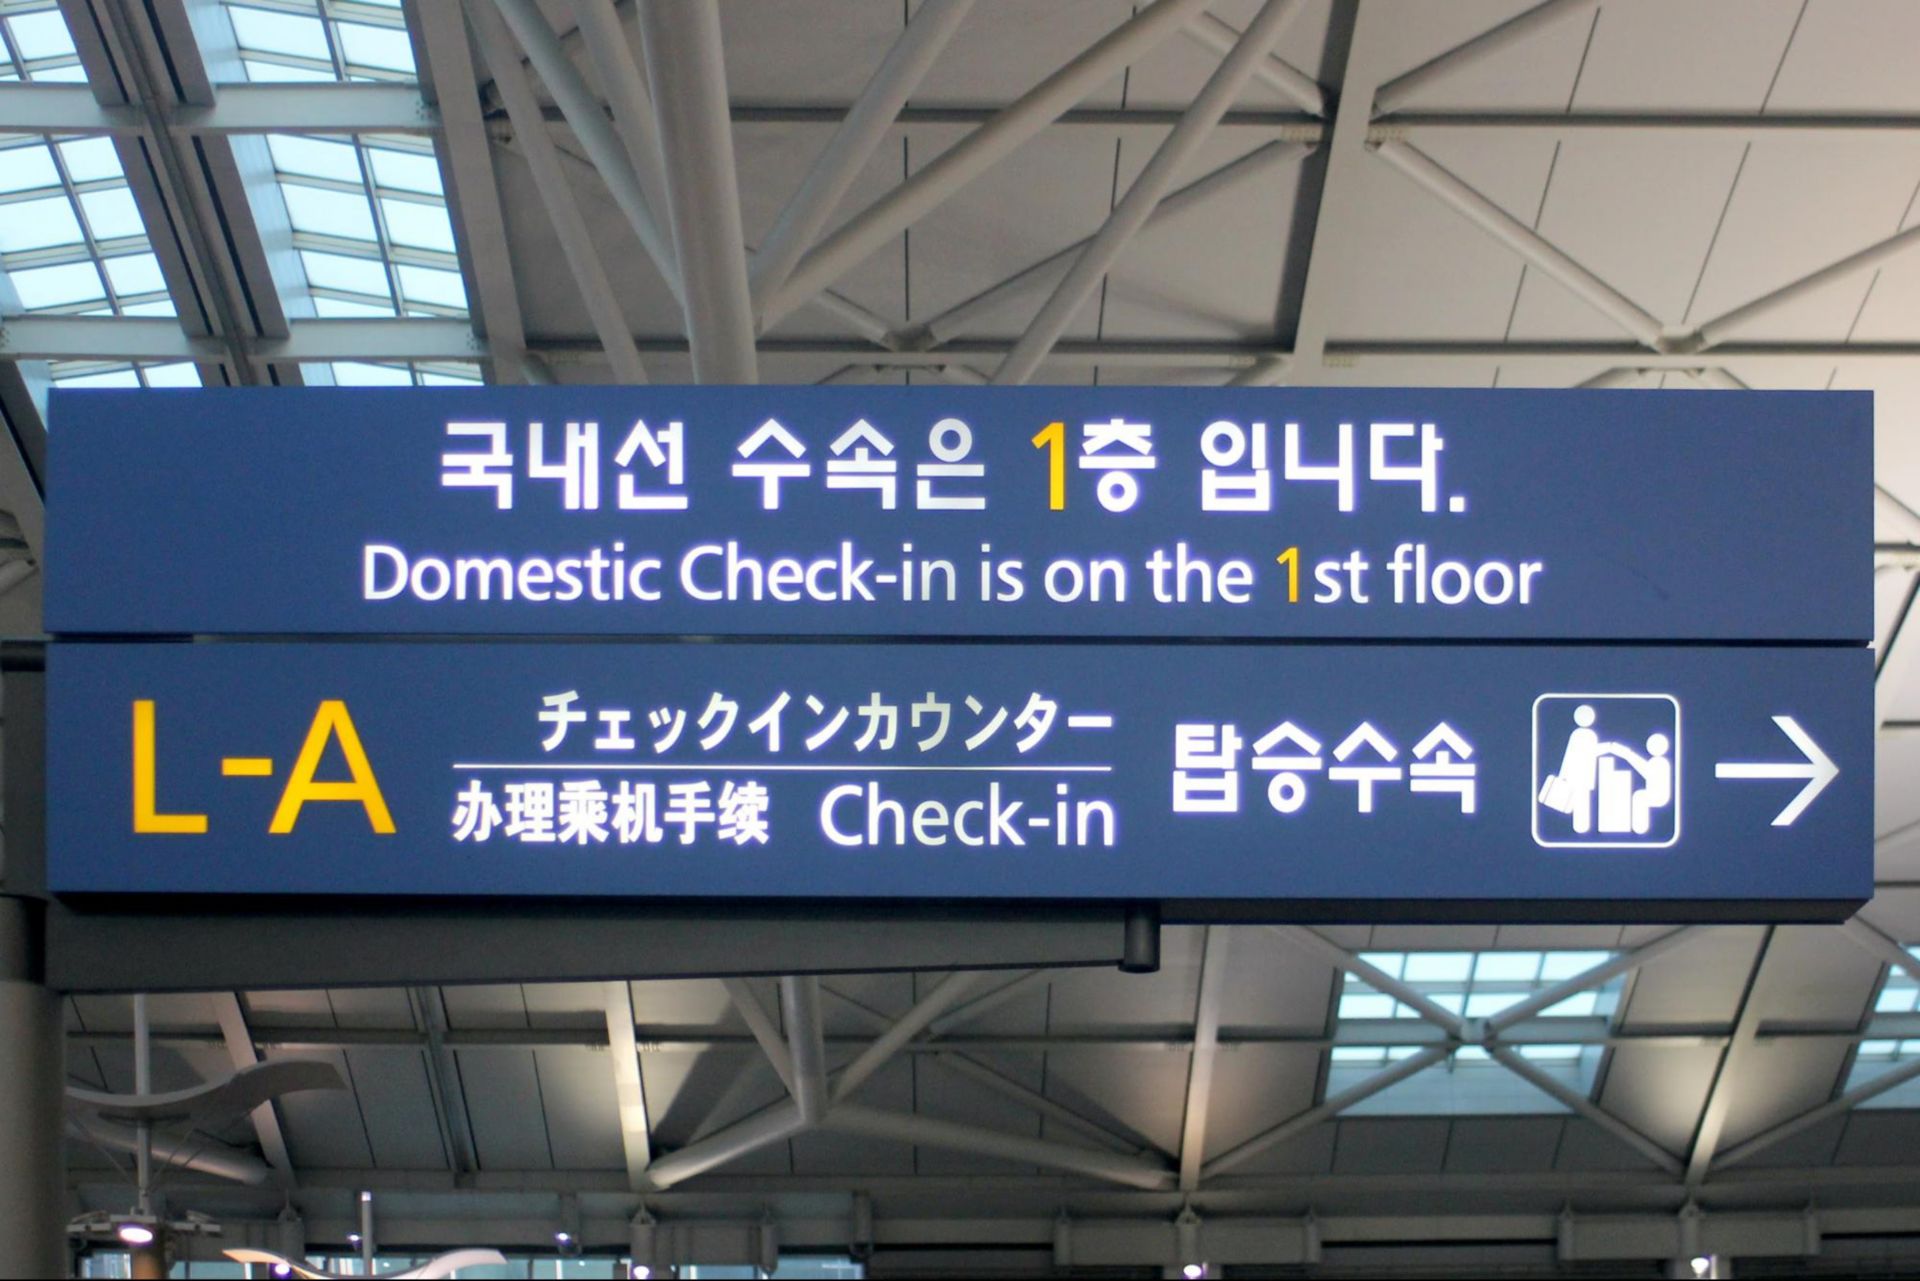 국내선 수속은 1층 입니다.
Domestic Check-in is on the 1st floor
L-A
チェックインカウンター
办理乘机手续 Check-in
탑승수속